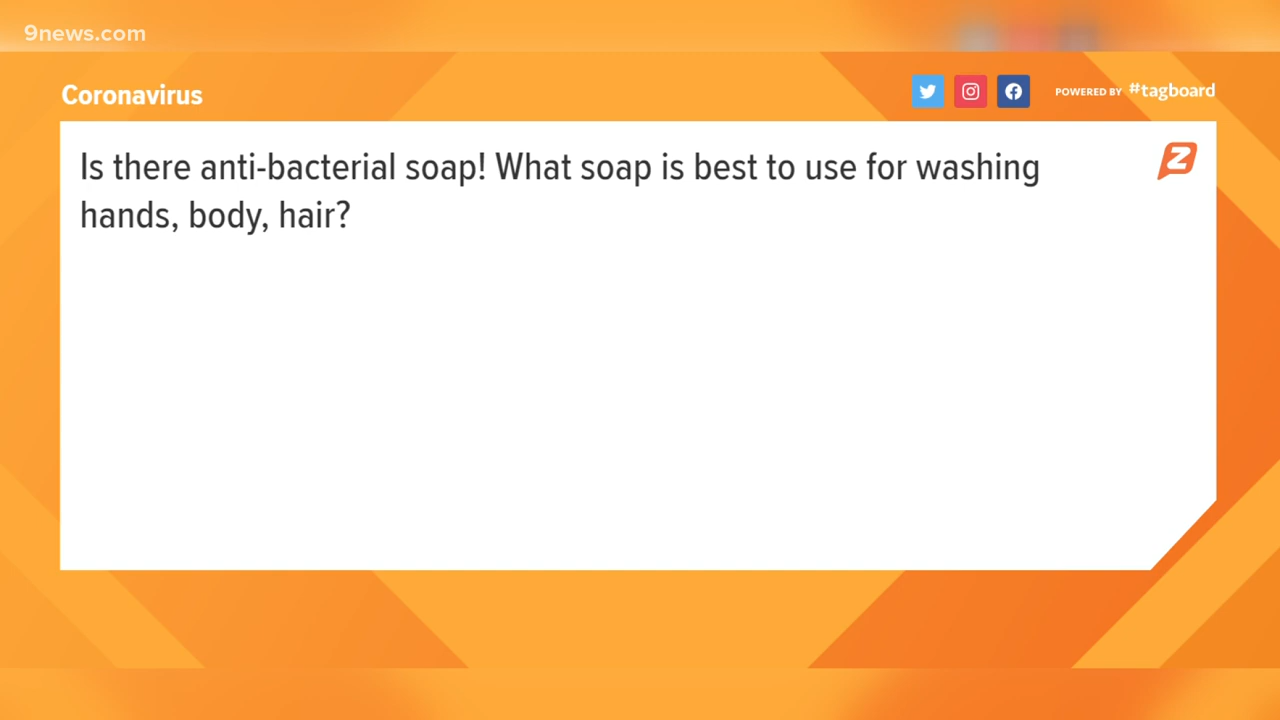 9news.com
Coronavirus
POWERED BY #tagboard
Is there anti-bacterial soap! What soap is best to use for washing
hands, body, hair?
Z